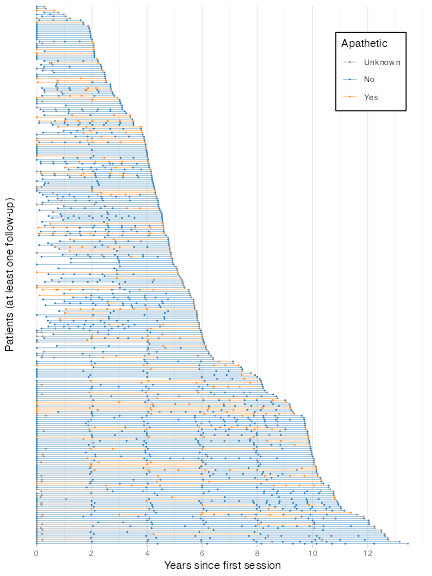 Apathetic
Unknown
No
Yes
Patients (at least one follow-up)
0 2 4 6 8 10 12
Years since first session